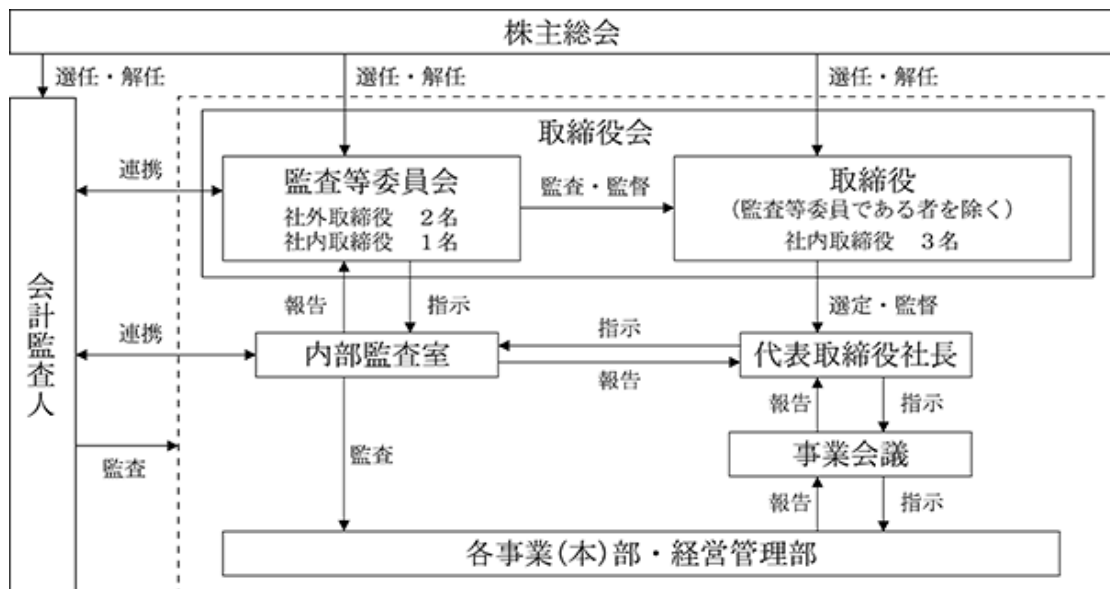 株主総会
選任・解任
選任・解任
選任・解任
取締役会
連携
監査等委員会
社外取締役 2名
社内取締役 1名
監査・監督
取締役
(監査等委員である者を除く)
社内取締役 3名
会計監査人
報告
指示
選定・監督
連携
内部監査室
指示
報告
代表取締役社長
報告
指示
監査
監査
事業会議
報告
指示
各事業(本)部・経営管理部